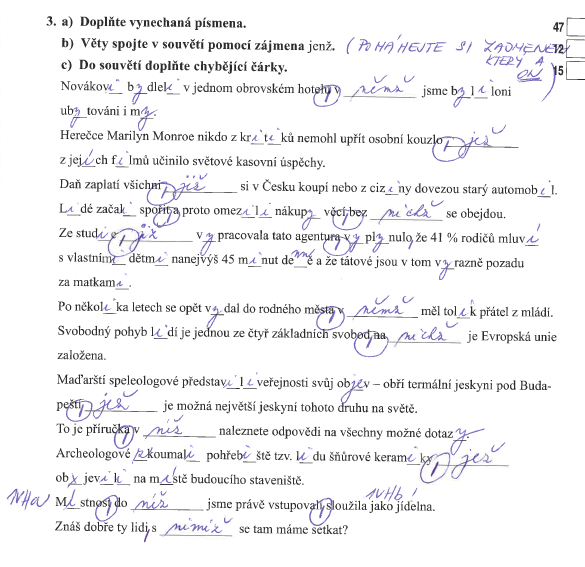 3. a) Doplňte vynechaná písmena. 47
b) Věty spojte v souvětí pomocí zájmena jenž. (POMÁHEJTE SI ZÁJMENEM 12
KTERÝ A
c) Do souvětí doplňte chybějící čárky. ON) 15
Novákovi bydleli v jednom obrovském hotelu, v němž jsme byli i loni
ubytováni i my.
Herečce Marilyn Monroe nikdo z kritiků nemohl upřít osobní kouzlo, jež
z jejích filmů učinilo světové kasovní úspěchy.
Daň zaplatí všichni, již si v Česku koupí nebo z ciziny dovezou starý automobil.
Lidé začali spořit, a proto omezili nákupy věcí, bez nichž se obejdou.
Ze studie, již vypracovala tato agentura, vyplynulo, že 41 % rodičů mluví
s vlastními dětmi nanejvýš 45 minut denně a že tátové jsou v tom výrazně pozadu
za matkami.
Po několika letech se opět vydal do rodného města, v němž měl tolik přátel z mládí.
Svobodný pohyb lidí je jednou ze čtyř základních svobod, na nichž je Evropská unie
založena.
Maďarští speleologové představili veřejnosti svůj objev – obří termální jeskyni pod Buda-
peští, jež je možná největší jeskyní tohoto druhu na světě.
To je příručka, v níž naleznete odpovědi na všechny možné dotazy.
Archeologové zkoumali pohřebiště tzv. lidu šňůrové keramiky, jež
objevili na místě budoucího staveniště.
1VHa Místnost, do níž jsme právě vstupovali, sloužila jako jídelna. 1VHb
Znáš dobře ty lidi, s nimiž se tam máme setkat?